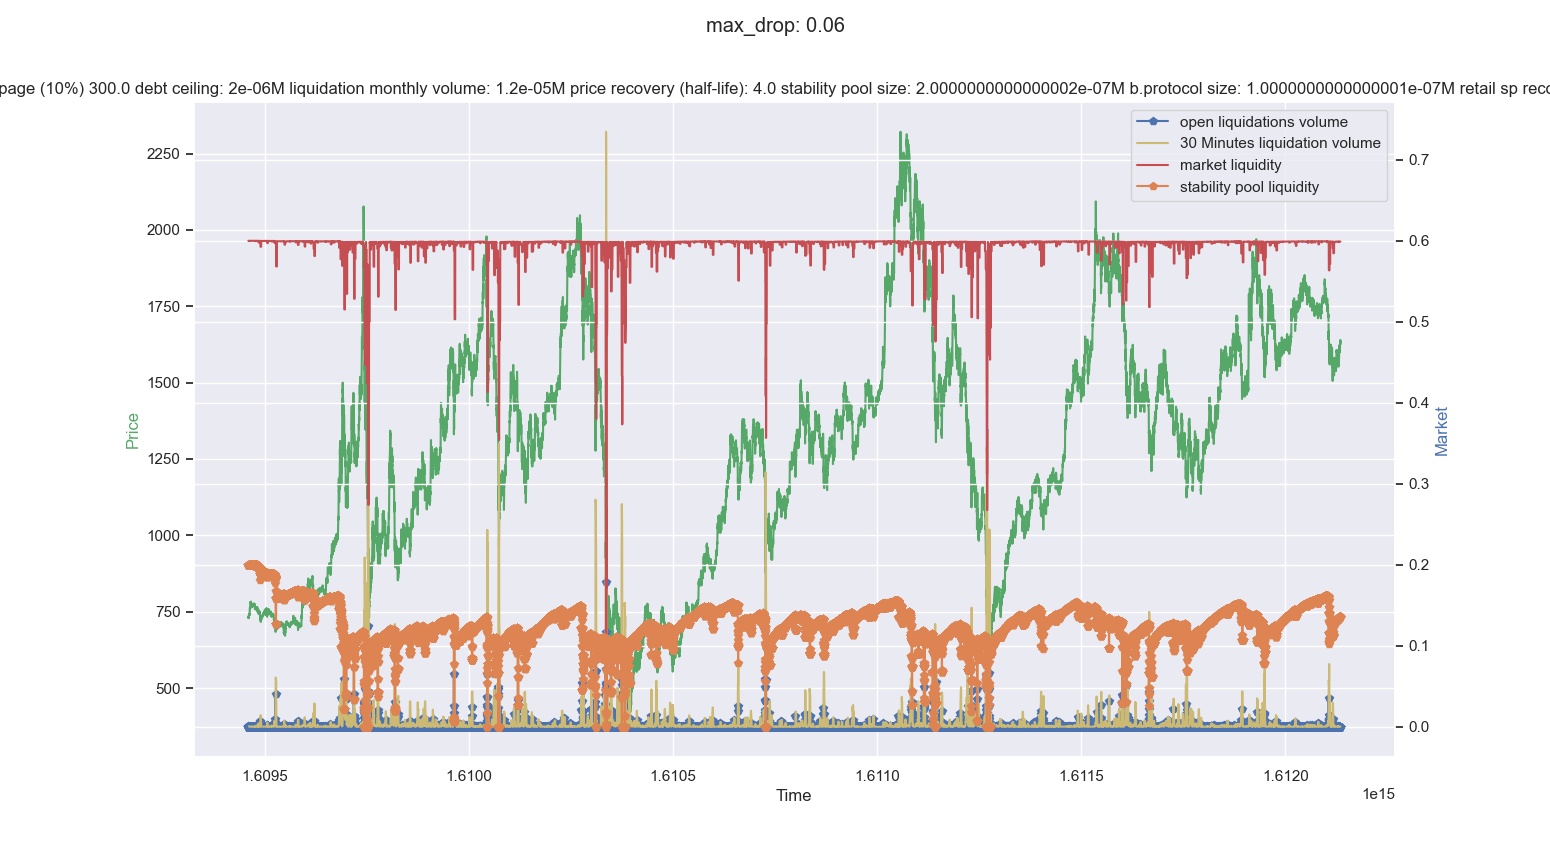 max_drop: 0.06
page (10%) 300.0 debt ceiling: 2e-06M liquidation monthly volume: 1.2e-05M price recovery (half-life): 4.0 stability pool size: 2.0000000000000002e-07M b.protocol size: 1.0000000000000001e-07M retail sp reco
open liquidations volume
30 Minutes liquidation volume
market liquidity
stability pool liquidity
2250
2000
1750
1500
1250
1000
750
500
Price
0.7
0.6
0.5
0.4
0.3
0.2
0.1
0.0
Market
1.6095 1.6100 1.6105 1.6110 1.6115 1.6120
Time
1e15